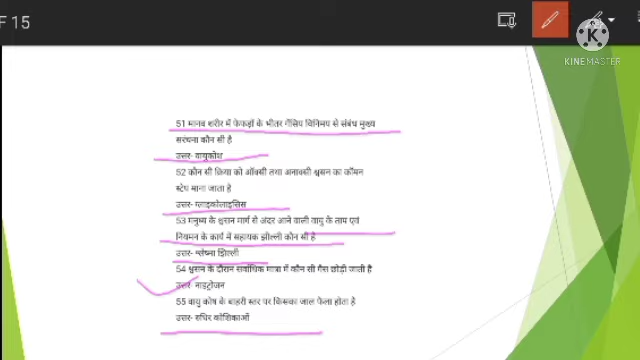 F 15
KINEMASTER
51 मानव शरीर में फेफड़ों के भीतर गैसिय विनिमय से संबंध मुख्य
सरंचना कौन सी है
उत्तर- वायुकोश
52 कौन सी क्रिया को ऑक्सी तथा अनाक्सी श्वसन का कॉमन
स्टेप माना जाता है
उत्तर- ग्लाइकोलाइसिस
53 मनुष्य के श्वसन मार्ग से अंदर आने वाली वायु के ताप एवं
नियमन के कार्य में सहायक झील्ली कौन सी है
उत्तर- म्लेष्मा झिल्ली
54 श्वसन के दौरान सर्वाधिक मात्रा में कौन सी गैस छोड़ी जाती है
उत्तर- नाइट्रोजन
55 वायु कोष के बाहरी स्तर पर किसका जाल फैला होता है
उत्तर- रुधिर कोशिकाओं